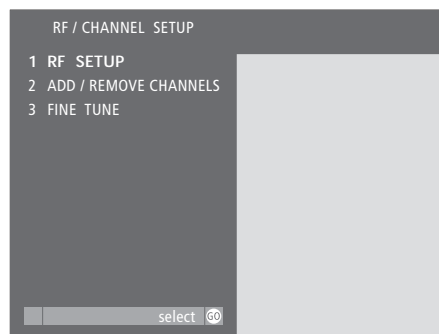 RF / CHANNEL SETUP
1 RF SETUP
2 ADD / REMOVE CHANNELS
3 FINE TUNE
select GO